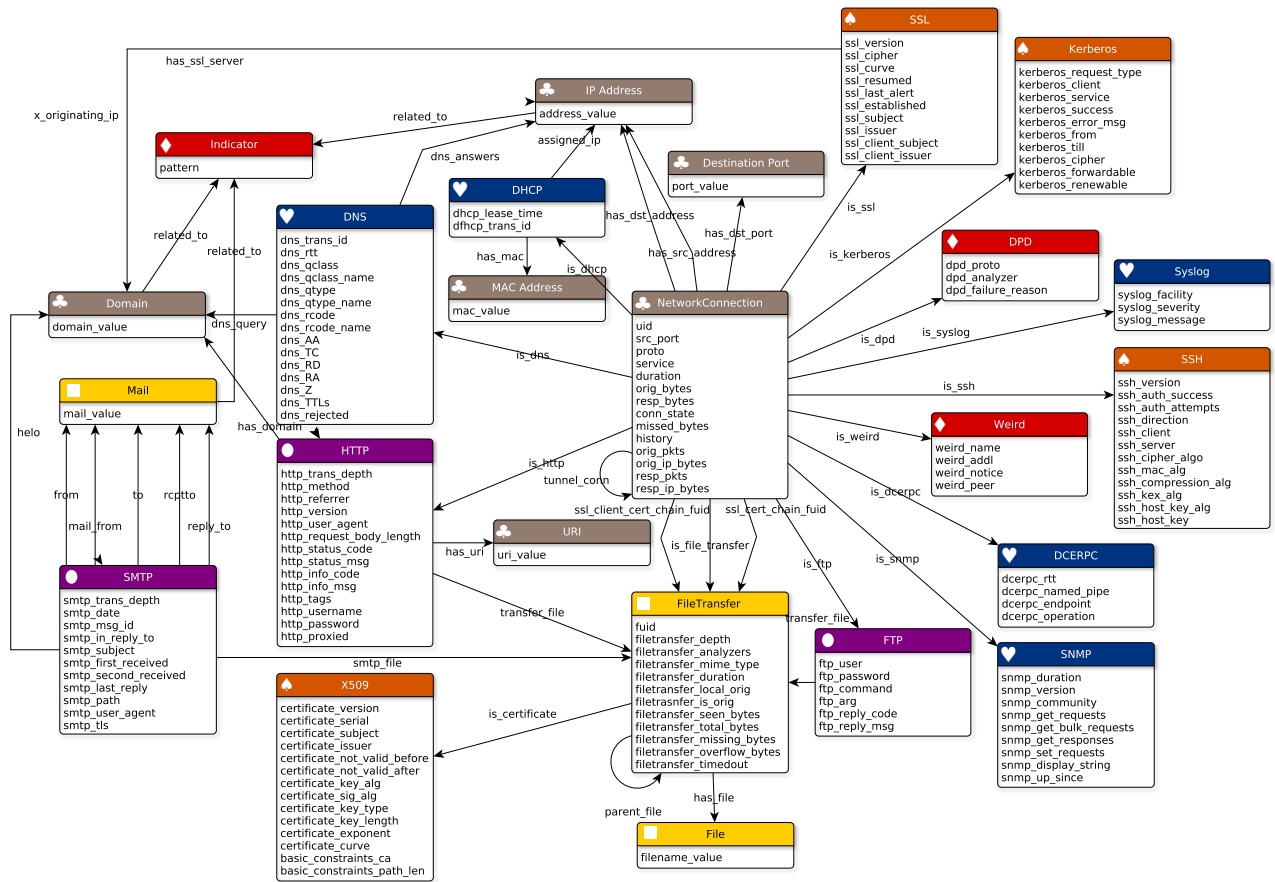 SSL
ssl_version
ssl_cipher
ssl_curve
ssl_resumed
ssl_last_alert
ssl_established
ssl_subject
ssl_issuer
ssl_client_subject
ssl_client_issuer
Kerberos
kerberos_request_type
kerberos_client
kerberos_service
kerberos_success
kerberos_error_msg
kerberos_from
kerberos_till
kerberos_cipher
kerberos_forwardable
kerberos_renewable
has_ssl_server
x_originating_ip
IP Address
address_value
related_to
assigned_ip
dns_answers
Indicator
pattern
Destination Port
port_value
DHCP
dhcp_lease_time
dfhcp_trans_id
DNS
dns_trans_id
dns_rtt
dns_qclass
dns_qclass_name
dns_qtype
dns_qtype_name
dns_rcode
dns_rcode_name
dns_AA
dns_TC
dns_RD
dns_RA
dns_Z
dns_TTLs
dns_rejected
has_dst_address
has_src_address
has_dst_port
is_ssl
is_kerberos
related_to
related_to
has_mac
is_dhcp
MAC Address
mac_value
DPD
dpd_proto
dpd_analyzer
dpd_failure_reason
Syslog
syslog_facility
syslog_severity
syslog_message
Domain
domain_value
dns_query
NetworkConnection
uid
src_port
proto
service
duration
orig_bytes
resp_bytes
conn_state
missed_bytes
history
orig_pkts
orig_ip_bytes
resp_pkts
resp_ip_bytes
is_dpd
is_syslog
is_dns
is_ssh
SSH
ssh_version
ssh_auth_success
ssh_auth_attempts
ssh_direction
ssh_client
ssh_server
ssh_cipher_algo
ssh_mac_alg
ssh_compression_alg
ssh_kex_alg
ssh_host_key_alg
ssh_host_key
Mail
mail_value
helo
has_domain
is_weird
Weird
weird_name
weird_addl
weird_notice
weird_peer
HTTP
http_trans_depth
http_method
http_referrer
http_version
http_user_agent
http_request_body_length
http_status_code
http_status_msg
http_info_code
http_info_msg
http_tags
http_username
http_password
http_proxied
is_http
tunnel_conn
from
to
rcptto
mail_from
reply_to
ssl_client_cert_chain_fuid
ssl_cert_chain_fuid
is_dcerpc
is_file_transfer
is_ftp
is_snmp
URI
uri_value
has_uri
DCERPC
dcerpc_rtt
dcerpc_named_pipe
dcerpc_endpoint
dcerpc_operation
SMTP
smtp_trans_depth
smtp_date
smtp_msg_id
smtp_in_reply_to
smtp_subject
smtp_first_received
smtp_second_received
smtp_last_reply
smtp_path
smtp_user_agent
smtp_tls
transfer_file
smtp_file
FileTransfer
fuid
filetransfer_depth
filetransfer_analyzers
filetransfer_mime_type
filetransfer_duration
filetransfer_local_orig
filetrasnfer_is_orig
filetransfer_seen_bytes
filetransfer_total_bytes
filetransfer_missing_bytes
filetransfer_overflow_bytes
filetransfer_timedout
transfer_file
FTP
ftp_user
ftp_password
ftp_command
ftp_arg
ftp_reply_code
ftp_reply_msg
SNMP
snmp_duration
snmp_version
snmp_community
snmp_get_requests
snmp_get_bulk_requests
snmp_get_responses
snmp_set_requests
snmp_display_string
snmp_up_since
X509
certificate_version
certificate_serial
certificate_subject
certificate_issuer
certificate_not_valid_before
certificate_not_valid_after
certificate_key_alg
certificate_sig_alg
certificate_key_type
certificate_key_length
certificate_exponent
certificate_curve
basic_constraints_ca
basic_constraints_path_len
is_certificate
parent_file
has_file
File
filename_value